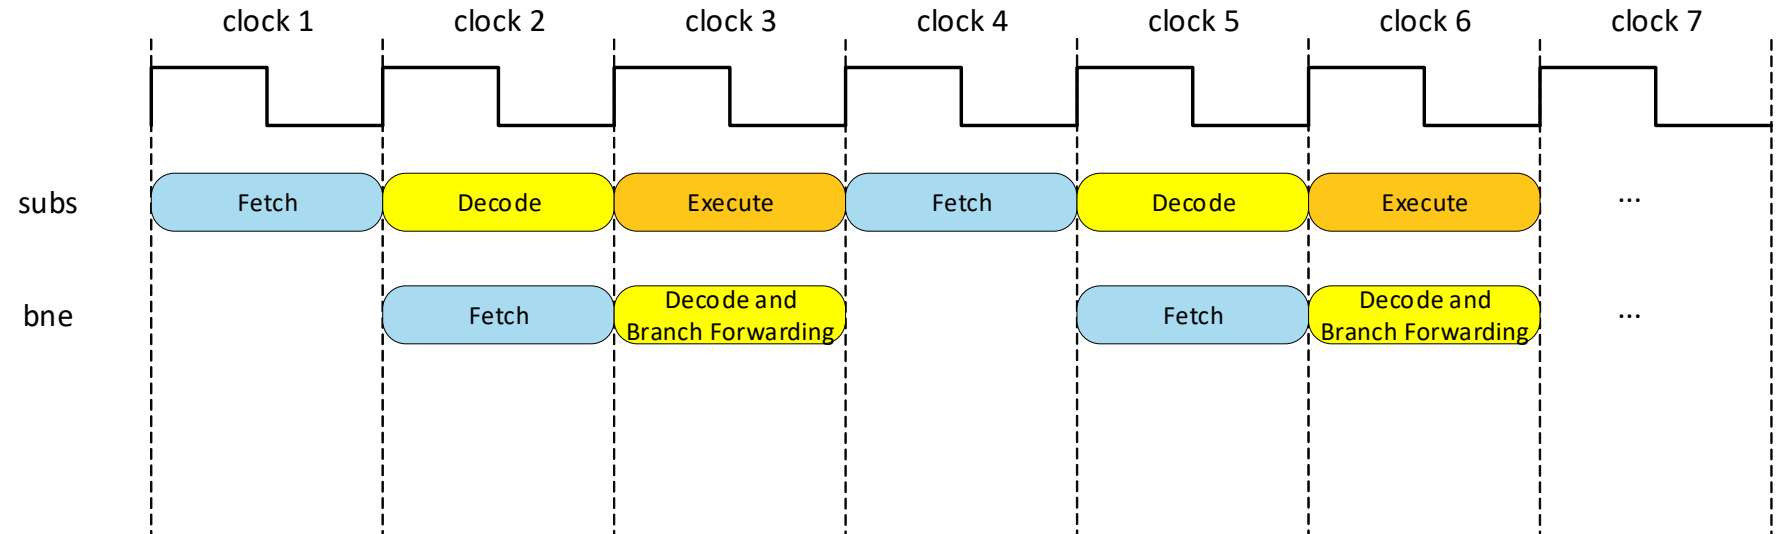 clock 1 clock 2 clock 3 clock 4 clock 5 clock 6 clock 7
subs Fetch Decode Execute Fetch Decode Execute ...
bne Fetch Decode and Branch Forwarding Fetch Decode and Branch Forwarding ...